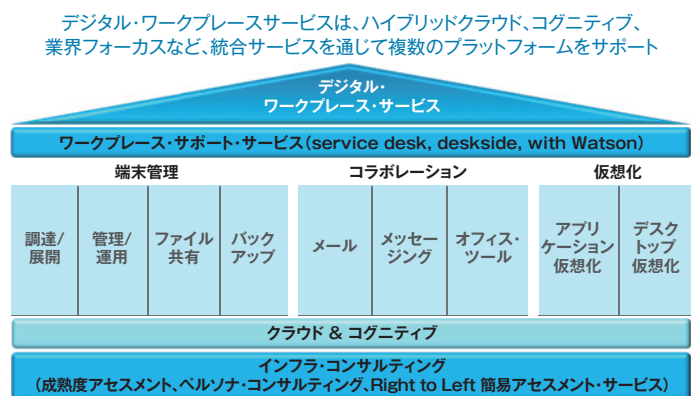 デジタル・ワークプレースサービスは、ハイブリッドクラウド、コグニティブ、
業界フォーカスなど、統合サービスを通じて複数のプラットフォームをサポート
デジタル・
ワークプレース・サービス
ワークプレース・サポート・サービス(service desk, deskside, with Watson)
端末管理
調達/
展開
管理/
運用
ファイル
共有
バック
アップ
コラボレーション
メール
メッセー
ジング
オフィス・
ツール
仮想化
アプリ
ケーション
仮想化
デスク
トップ
仮想化
クラウド & コグニティブ
インフラ・コンサルティング
(成熟度アセスメント、ペルソナ・コンサルティング、Right to Left 簡易アセスメント・サービス)